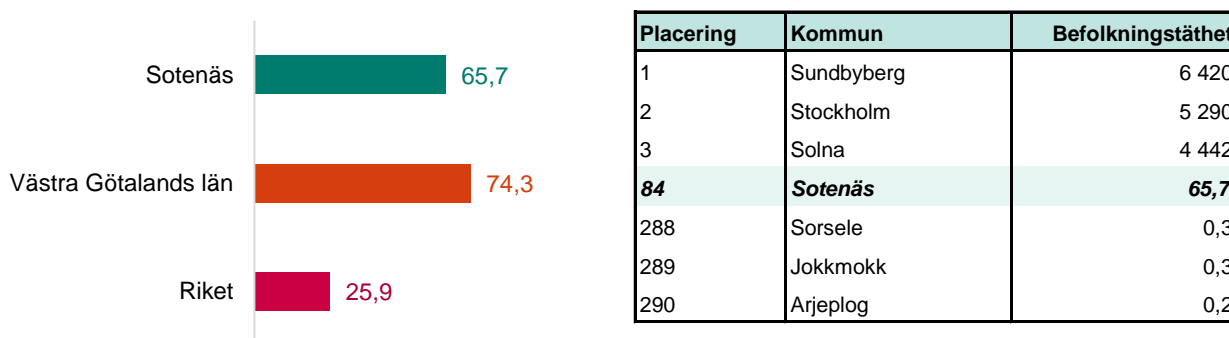 Sotenäs 65,7
Västra Götalands län 74,3
Riket 25,9
Placering Kommun Befolkningstäthet
1 Sundbyberg 6 420
2 Stockholm 5 290
3 Solna 4 442
84 Sotenäs 65,7
288 Sorsele 0,3
289 Jokkmokk 0,3
290 Arjeplog 0,2